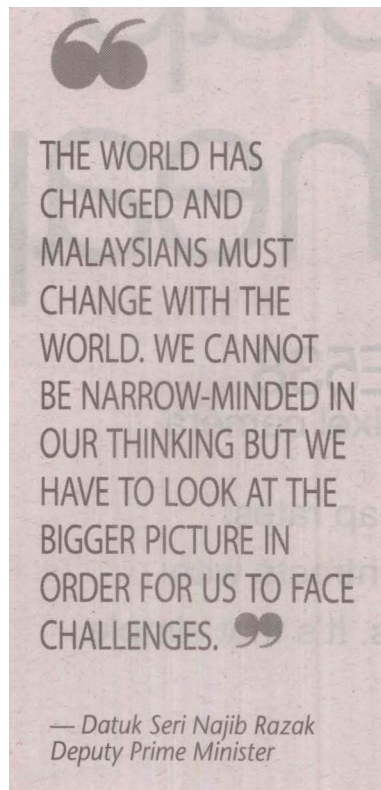 “
THE WORLD HAS
CHANGED AND
MALAYSIANS MUST
CHANGE WITH THE
WORLD. WE CANNOT
BE NARROW-MINDED IN
OUR THINKING BUT WE
HAVE TO LOOK AT THE
BIGGER PICTURE IN
ORDER FOR US TO FACE
CHALLENGES. ”
— Datuk Seri Najib Razak
Deputy Prime Minister